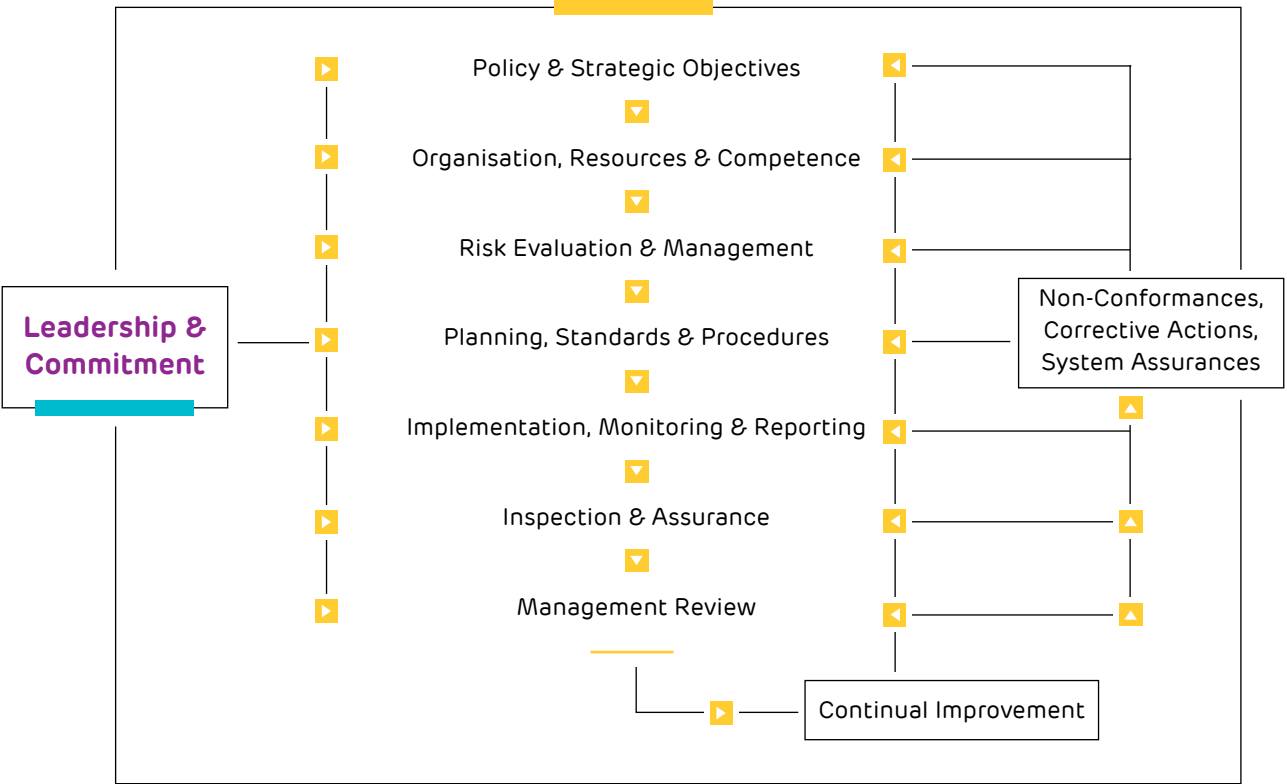 Policy & Strategic Objectives
Organisation, Resources & Competence
Risk Evaluation & Management
Leadership &
Commitment
Planning, Standards & Procedures
Non-Conformances,
Corrective Actions,
System Assurances
Implementation, Monitoring & Reporting
Inspection & Assurance
Management Review
Continual Improvement